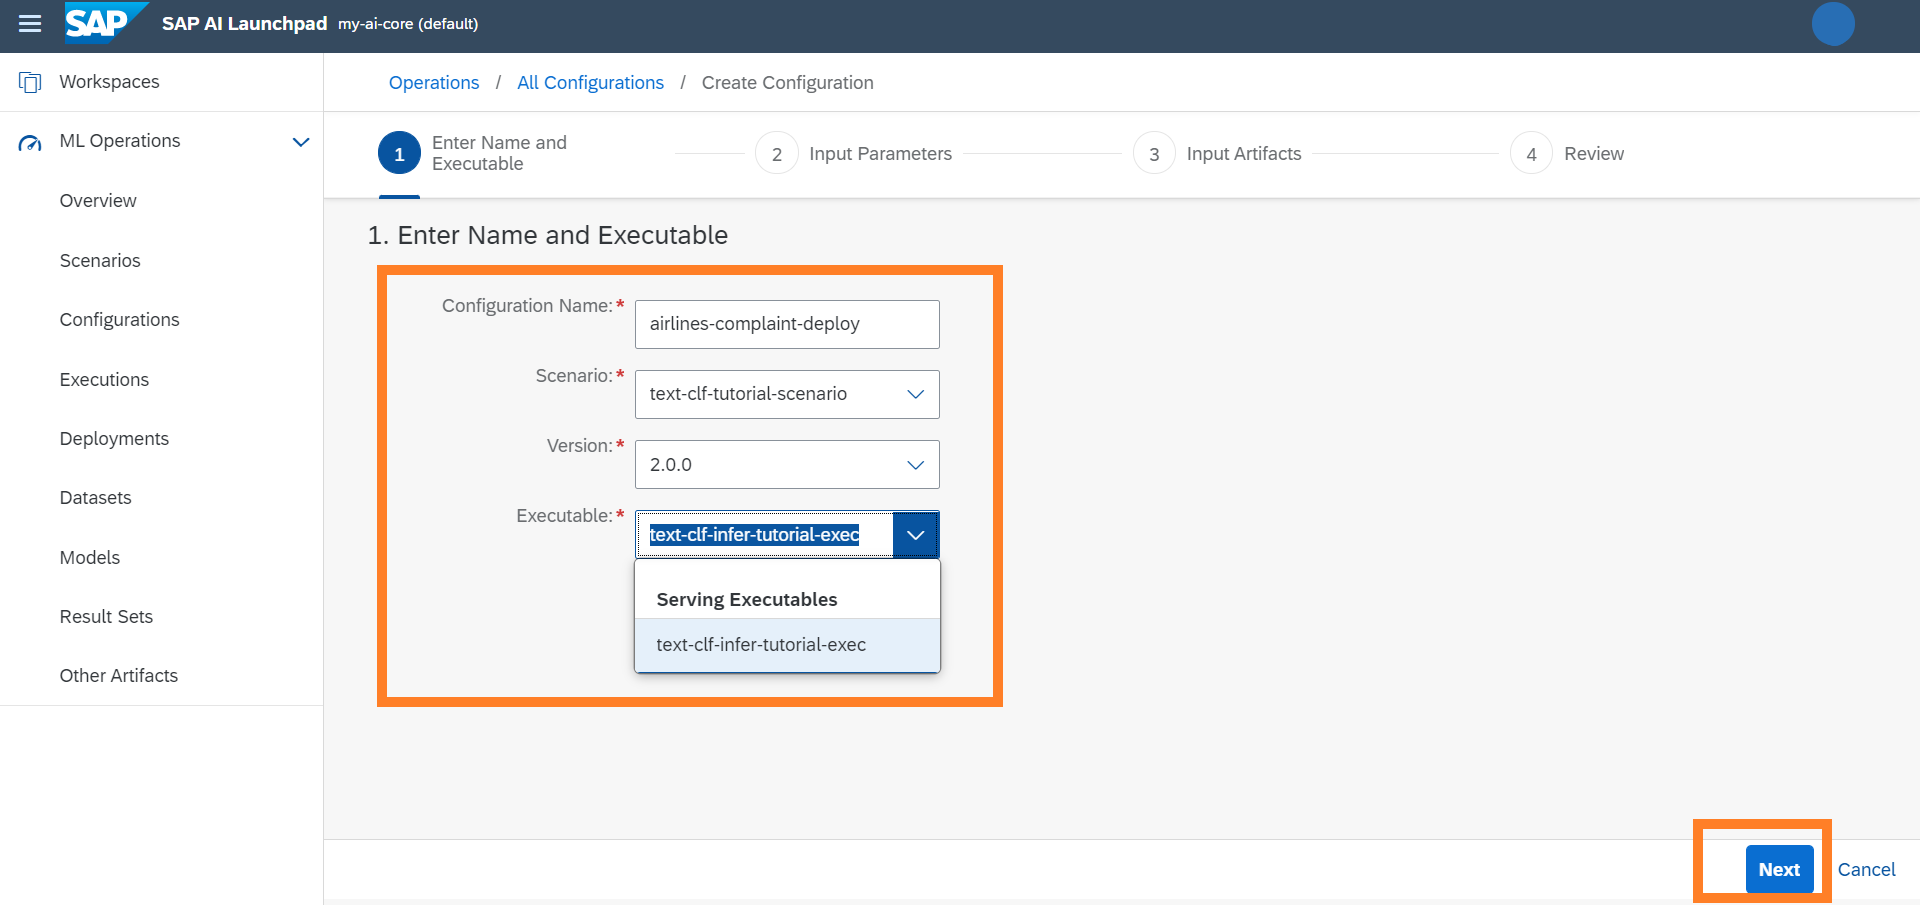 SAP SAP AI Launchpad my-ai-core (default)
Workspaces
ML Operations
Overview
Scenarios
Configurations
Executions
Deployments
Datasets
Models
Result Sets
Other Artifacts
Operations / All Configurations / Create Configuration
1 Enter Name and
Executable
2 Input Parameters
3 Input Artifacts
4 Review
1. Enter Name and Executable
Configuration Name:* airlines-complaint-deploy
Scenario:* text-clf-tutorial-scenario
Version:* 2.0.0
Executable:* text-clf-infer-tutorial-exec
Serving Executables
text-clf-infer-tutorial-exec
Next Cancel